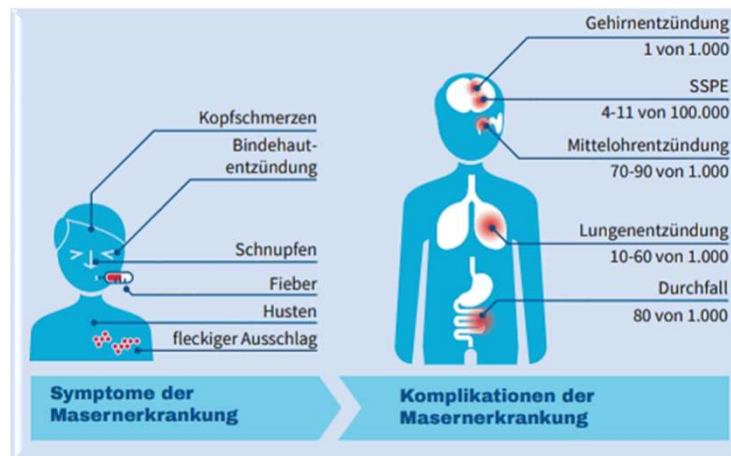 Kopfschmerzen
Bindehaut-
entzündung
Schnupfen
Fieber
Husten
fleckiger Ausschlag
Symptome der
Masernerkrankung
Gehirnentzündung
1 von 1.000
SSPE
4-11 von 100.000
Mittelohrentzündung
70-90 von 1.000
Lungenentzündung
10-60 von 1.000
Durchfall
80 von 1.000
Komplikationen der
Masernerkrankung